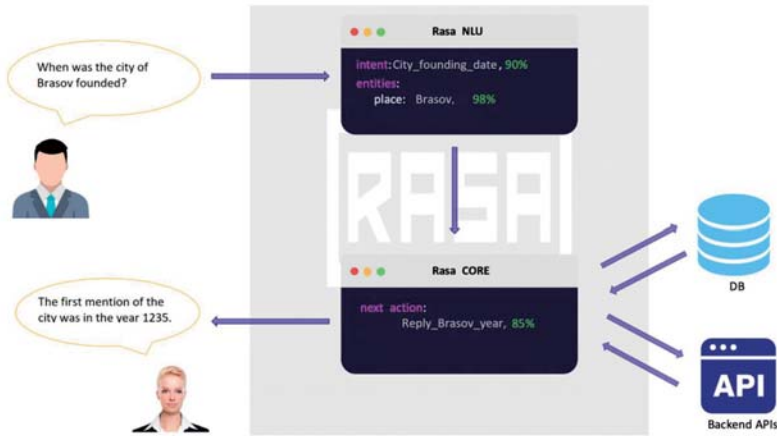 Rasa NLU
When was the city of
Brasov founded?
intent:City_founding_date, 90%
entities:
place: Brasov, 98%
RASA
Rasa CORE
The first mention of the
city was in the year 1235.
next action:
Reply_Brasov_year, 85%
DB
API
Backend APIs